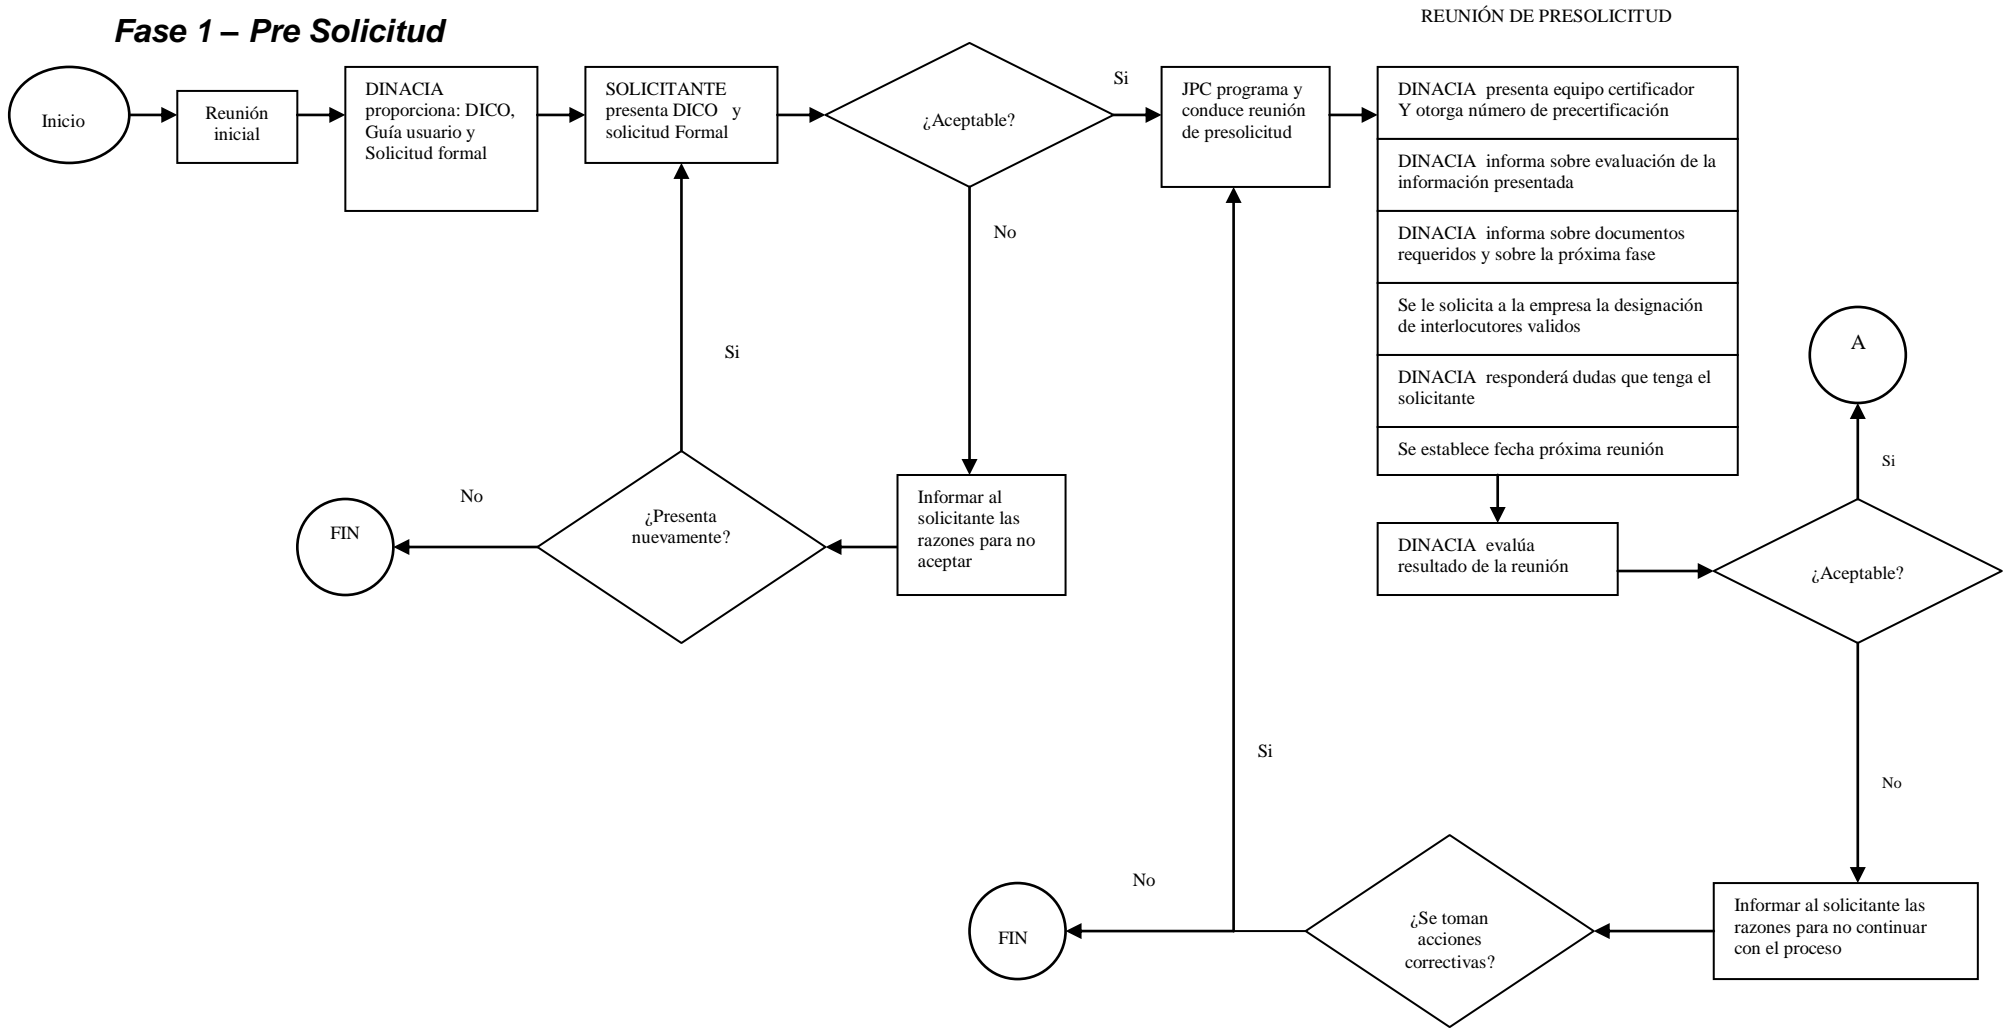 REUNIÓN DE PRESOLICITUD
Fase 1 – Pre Solicitud
Inicio
Reunión
inicial
DINACIA
proporciona: DICO,
Guía usuario y
Solicitud formal
SOLICITANTE
presenta DICO y
solicitud Formal
¿Aceptable?
Si
No
JPC programa y
conduce reunión
de presolicitud
DINACIA presenta equipo certificador
Y otorga número de precertificación
DINACIA informa sobre evaluación de la
información presentada
DINACIA informa sobre documentos
requeridos y sobre la próxima fase
Se le solicita a la empresa la designación
de interlocutores validos
DINACIA responderá dudas que tenga el
solicitante
Se establece fecha próxima reunión
A
Si
Si
No
FIN
¿Presenta
nuevamente?
Informar al
solicitante las
razones para no
aceptar
DINACIA evalúa
resultado de la reunión
¿Aceptable?
Si
No
No
FIN
¿Se toman
acciones
correctivas?
Informar al solicitante las
razones para no continuar
con el proceso